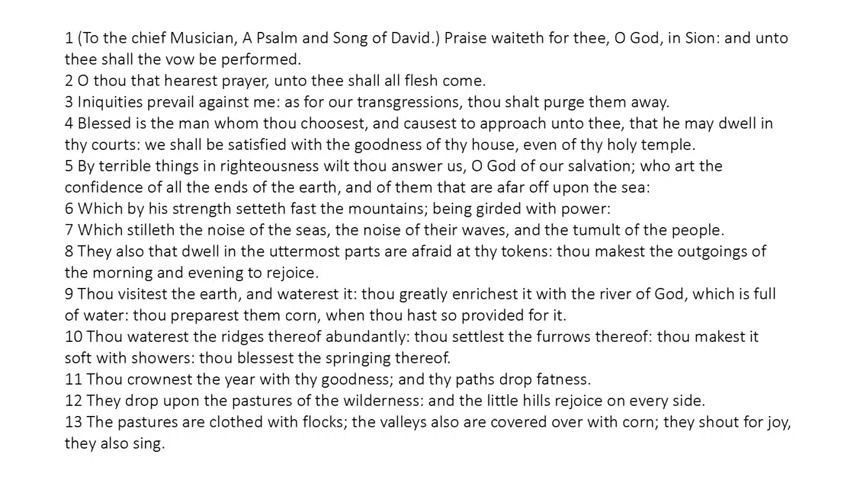 1 (To the chief Musician, A Psalm and Song of David.) Praise waiteth for thee, O God, in Sion: and unto
thee shall the vow be performed.
2 O thou that hearest prayer, unto thee shall all flesh come.
3 Iniquities prevail against me: as for our transgressions, thou shalt purge them away.
4 Blessed is the man whom thou choosest, and causest to approach unto thee, that he may dwell in
thy courts: we shall be satisfied with the goodness of thy house, even of thy holy temple.
5 By terrible things in righteousness wilt thou answer us, O God of our salvation; who art the
confidence of all the ends of the earth, and of them that are afar off upon the sea:
6 Which by his strength setteth fast the mountains; being girded with power:
7 Which stilleth the noise of the seas, the noise of their waves, and the tumult of the people.
8 They also that dwell in the uttermost parts are afraid at thy tokens: thou makest the outgoings of
the morning and evening to rejoice.
9 Thou visitest the earth, and waterest it: thou greatly enrichest it with the river of God, which is full
of water: thou preparest them corn, when thou hast so provided for it.
10 Thou waterest the ridges thereof abundantly: thou settlest the furrows thereof: thou makest it
soft with showers: thou blessest the springing thereof.
11 Thou crownest the year with thy goodness; and thy paths drop fatness.
12 They drop upon the pastures of the wilderness: and the little hills rejoice on every side.
13 The pastures are clothed with flocks; the valleys also are covered over with corn; they shout for joy,
they also sing.